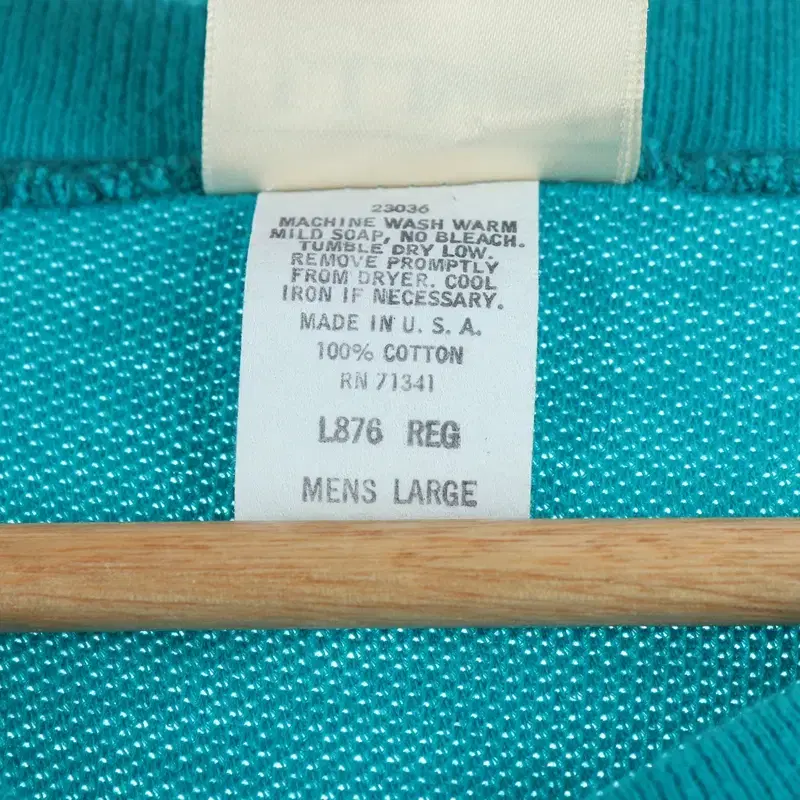 23036
MACHINE WASH WARM
MILD SOAP, NO BLEACH.
TUMBLE DRY LOW.
REMOVE PROMPTLY
FROM DRYER. COOL
IRON IF NECESSARY.
MADE IN U. S. A.
100% COTTON
RN 71341
L876 REG
MENS LARGE